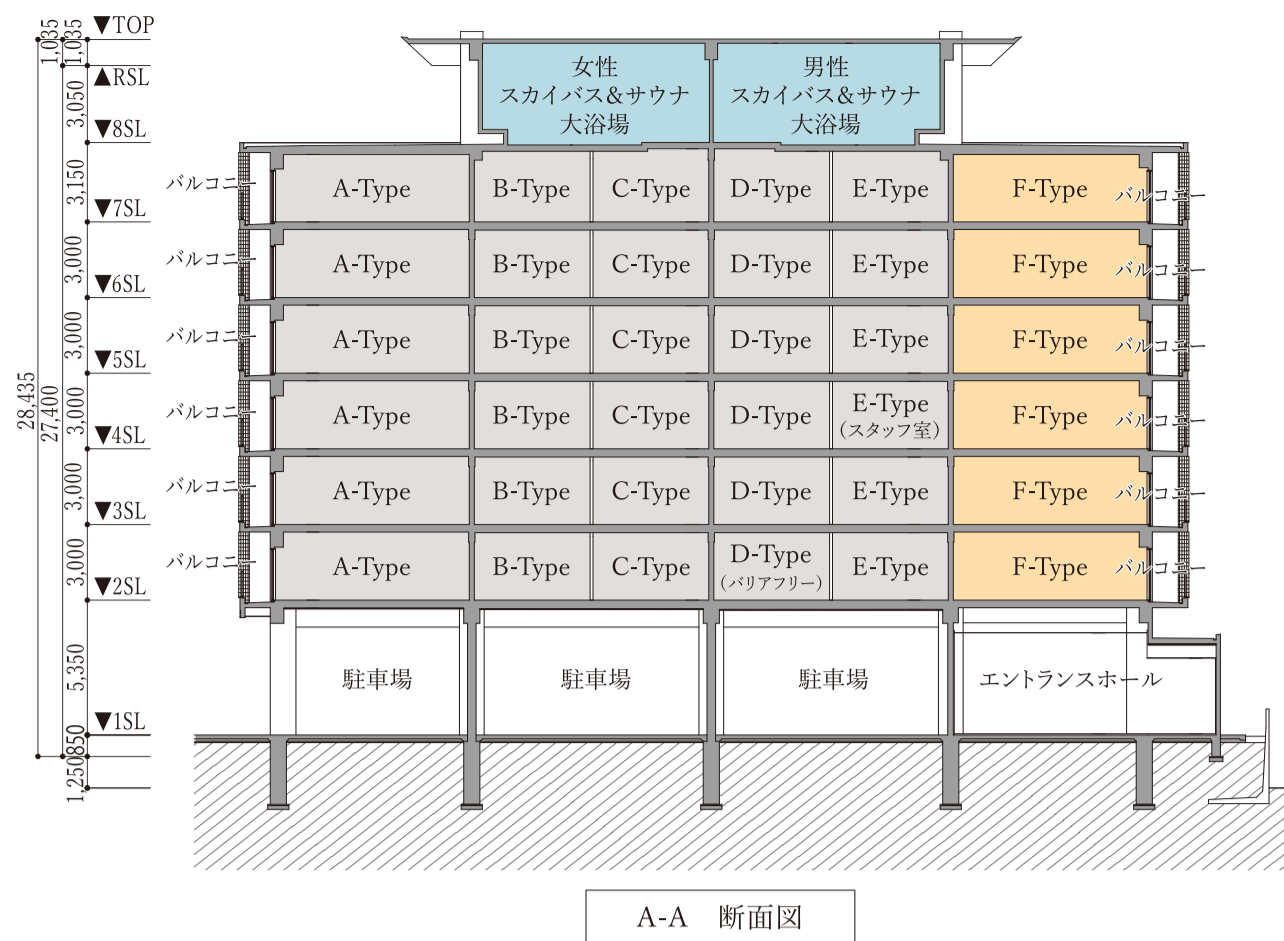 ▼TOP
1,035
1,035
▲RSL
3,050
▼8SL
3,150
▼7SL
3,000
▼6SL
3,000
▼5SL
3,000
▼4SL
3,000
▼3SL
3,000
▼2SL
5,350
▼1SL
850
1,250
28,435
27,400
女性
スカイバス&サウナ
大浴場
男性
スカイバス&サウナ
大浴場
バルコニー A-Type B-Type C-Type D-Type E-Type F-Type バルコニー
バルコニー A-Type B-Type C-Type D-Type E-Type F-Type バルコニー
バルコニー A-Type B-Type C-Type D-Type E-Type F-Type バルコニー
バルコニー A-Type B-Type C-Type D-Type E-Type F-Type バルコニー
(スタッフ室)
バルコニー A-Type B-Type C-Type D-Type E-Type F-Type バルコニー
バルコニー A-Type B-Type C-Type D-Type E-Type F-Type バルコニー
(バリアフリー)
駐車場 駐車場 駐車場 エントランスホール
A-A 断面図